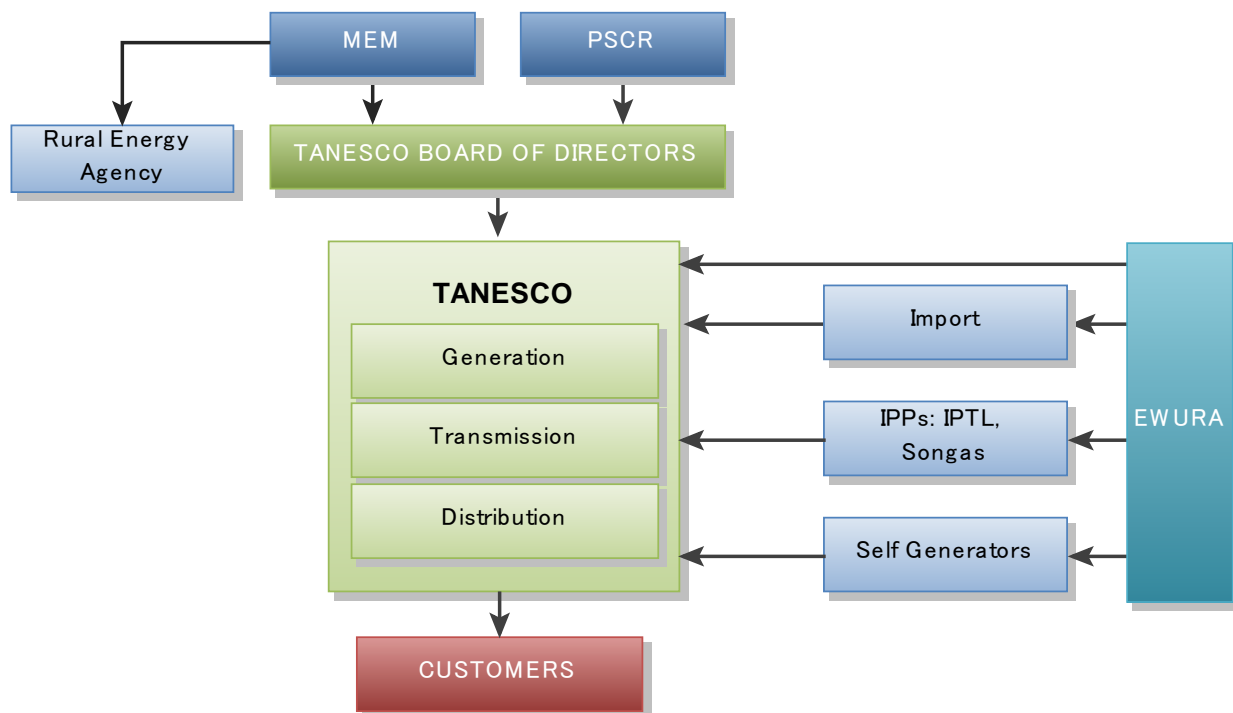 MEM
PSCR
Rural Energy
Agency
TANESCO BOARD OF DIRECTORS
TANESCO
Generation
Transmission
Distribution
Import
IPPs: IPTL,
Songas
Self Generators
EWURA
CUSTOMERS